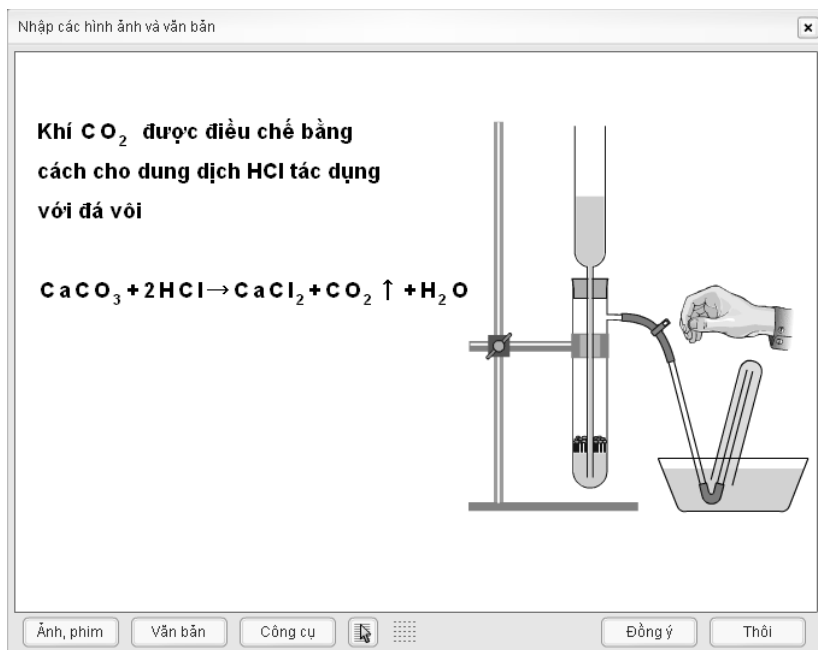 Nhập các hình ảnh và văn bản
Khí CO₂ được điều chế bằng
cách cho dung dịch HCl tác dụng
với đá vôi
CaCO₃ + 2HCl → CaCl₂ + CO₂ ↑ + H₂O
Ảnh, phim Văn bản Công cụ Đồng ý Thôi